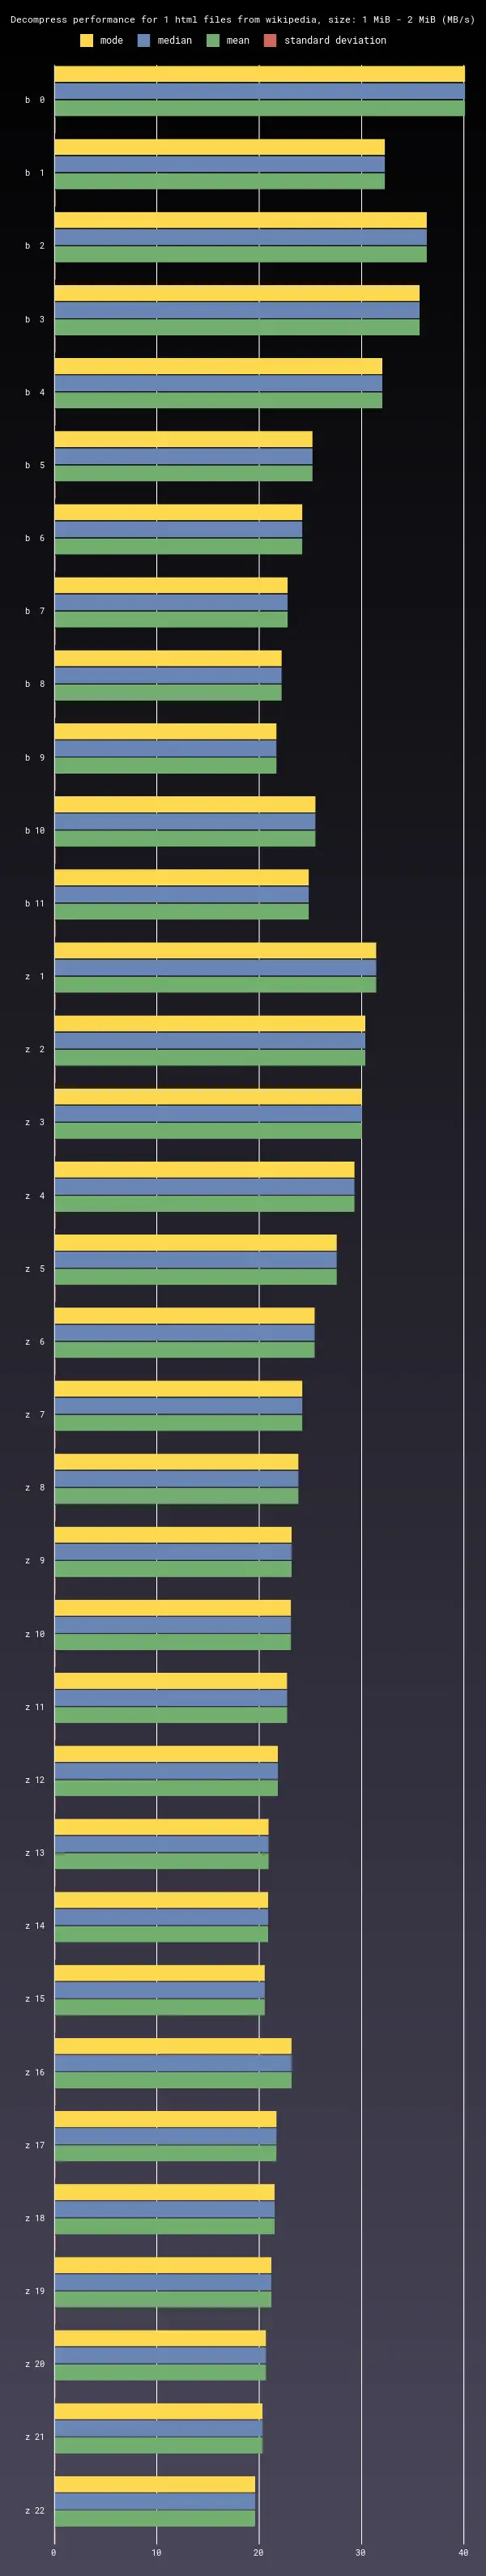 Decompress performance for 1 html files from wikipedia, size: 1 MiB - 2 MiB (MB/s)
mode median mean standard deviation
b 0
b 1
b 2
b 3
b 4
b 5
b 6
b 7
b 8
b 9
b 10
b 11
z 1
z 2
z 3
z 4
z 5
z 6
z 7
z 8
z 9
z 10
z 11
z 12
z 13
z 14
z 15
z 16
z 17
z 18
z 19
z 20
z 21
z 22
0 10 20 30 40